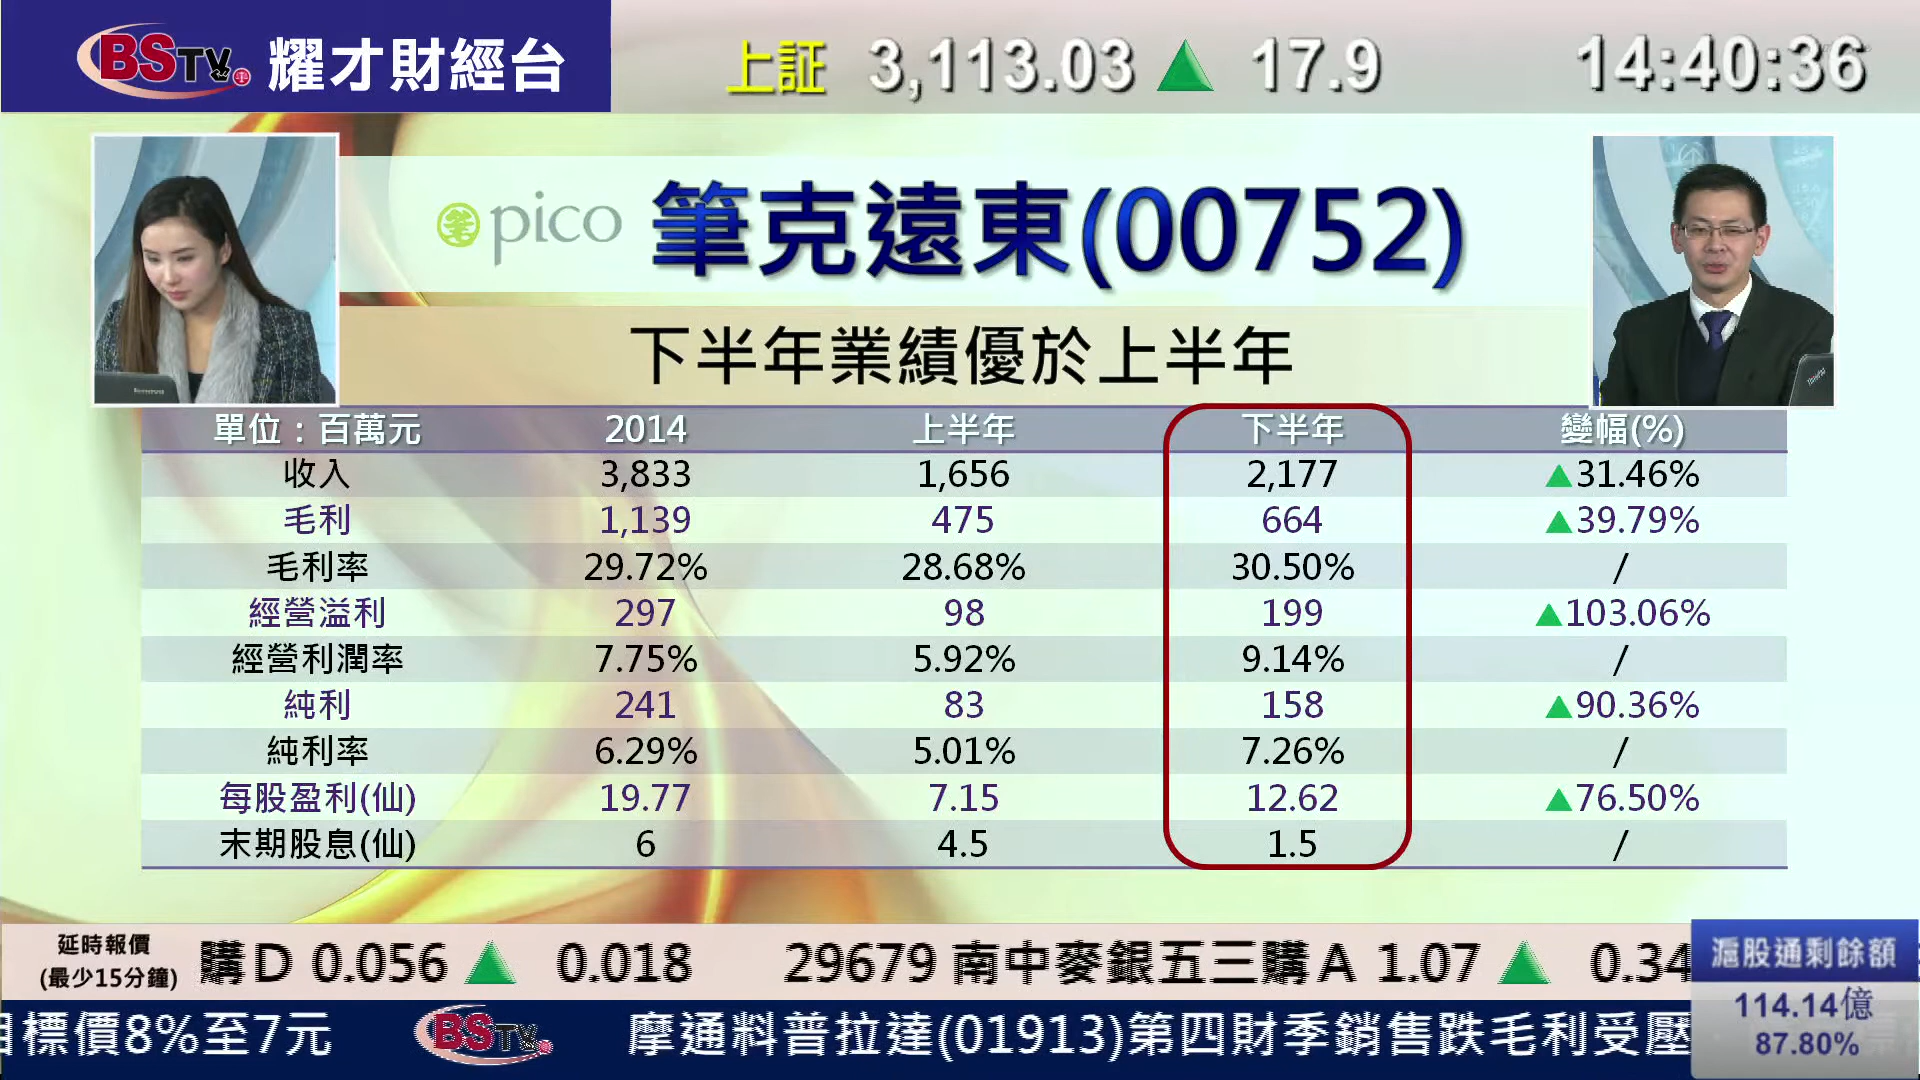 BSTV 耀才財經台
上証 3,113.03 ▲ 17.9 14:40:36
pico 筆克遠東(00752)
下半年業績優於上半年
單位：百萬元 2014 上半年 下半年 變幅(%)
收入 3,833 1,656 2,177 ▲31.46%
毛利 1,139 475 664 ▲39.79%
毛利率 29.72% 28.68% 30.50% /
經營溢利 297 98 199 ▲103.06%
經營利潤率 7.75% 5.92% 9.14% /
純利 241 83 158 ▲90.36%
純利率 6.29% 5.01% 7.26% /
每股盈利(仙) 19.77 7.15 12.62 ▲76.50%
末期股息(仙) 6 4.5 1.5 /
延時報價
(最少15分鐘)
購D 0.056 ▲ 0.018 29679 南中麥銀五三購A 1.07 ▲ 0.34
滬股通剩餘額
114.14億
87.80%
目標價8%至7元 BSTV 摩通料普拉達(01913)第四財季銷售跌毛利受壓